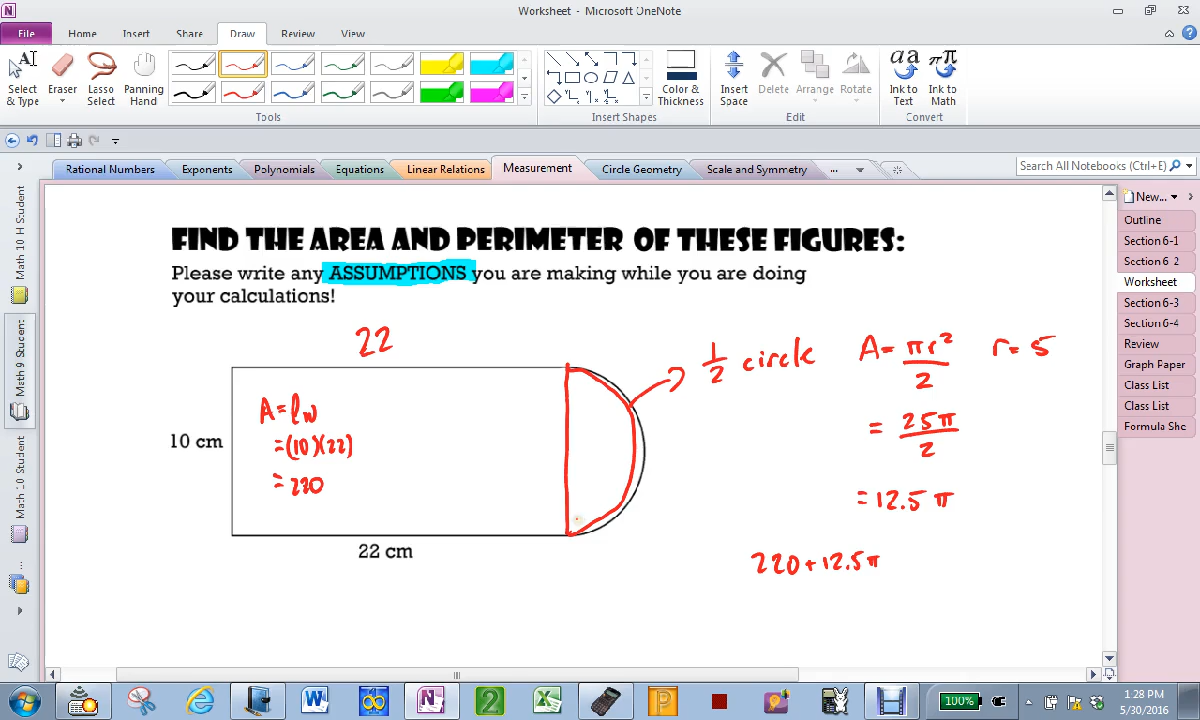 Worksheet - Microsoft OneNote
File Home Insert Share Draw Review View
Select & Type Eraser Lasso Select Panning Hand Color & Thickness Insert Space Delete Arrange Rotate Ink to Text Ink to Math
Tools Insert Shapes Edit Convert
Rational Numbers Exponents Polynomials Equations Linear Relations Measurement Circle Geometry Scale and Symmetry ... Search All Notebooks (Ctrl+E)
New...
Outline
Section 6-1
Section 6-2
Worksheet
Section 6-3
Section 6-4
Review
Graph Paper
Class List
Class List
Formula She
Math 10 H Student
Math 9 Student
Math 10 Student
FIND THE AREA AND PERIMETER OF THESE FIGURES:
Please write any ASSUMPTIONS you are making while you are doing
your calculations!
22
1/2 circle A = πr²/2 r = 5
A = lw
= (10)(22)
= 220
10 cm
22 cm
= 25π/2
= 12.5 π
220 + 12.5 π
100% 1:28 PM
5/30/2016